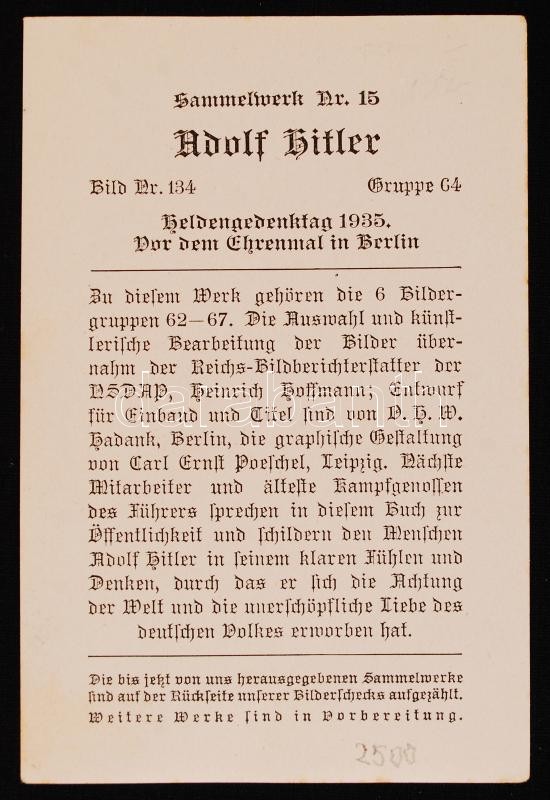 Sammelwerk Nr. 15
Adolf Hitler
Bild Nr. 134 Gruppe 64
Heldengedenktag 1935.
Vor dem Ehrenmal in Berlin
Zu dieſem Werk gehören die 6 Bilder-
gruppen 62—67. Die Auswahl und künſt-
leriſche Bearbeitung der Bilder über-
nahm der Reichs-Bildberichterſtatter der
NSDAP, Heinrich Hoffmann; Entwurf
für Einband und Titel ſind von O. H. W.
Hadank, Berlin, die graphiſche Geſtaltung
von Carl Ernſt Poeſchel, Leipzig. Nächſte
Mitarbeiter und älteſte Kampfgenoſſen
des Führers ſprechen in dieſem Buch zur
Öffentlichkeit und ſchildern den Menſchen
Adolf Hitler in ſeinem klaren Fühlen und
Denken, durch das er ſich die Achtung
der Welt und die unerſchöpfliche Liebe des
deutſchen Volkes erworben hat.
Die bis jetzt von uns herausgegebenen Sammelwerke
ſind auf der Rückſeite unſerer Bilderſchecks aufgezählt.
Weitere Werke ſind in Vorbereitung.
2500
darabanth